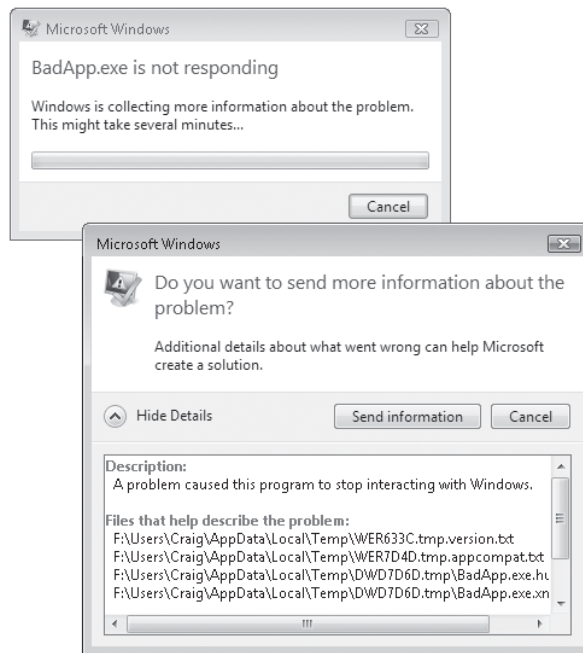 Microsoft Windows
BadApp.exe is not responding
Windows is collecting more information about the problem.
This might take several minutes...
Cancel
Microsoft Windows
Do you want to send more information about the
problem?
Additional details about what went wrong can help Microsoft
create a solution.
Hide Details
Send information
Cancel
Description:
A problem caused this program to stop interacting with Windows.
Files that help describe the problem:
F:\Users\Craig\AppData\Local\Temp\WER633C.tmp.version.txt
F:\Users\Craig\AppData\Local\Temp\WER7D4D.tmp.appcompat.txt
F:\Users\Craig\AppData\Local\Temp\DWD7D6D.tmp\BadApp.exe.hu
F:\Users\Craig\AppData\Local\Temp\DWD7D6D.tmp\BadApp.exe.xn